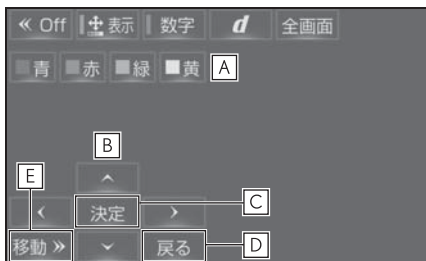 « Off 表示 数字 d 全画面
青 赤 緑 黄 A
B
E
決定 C
移動 » 戻る D